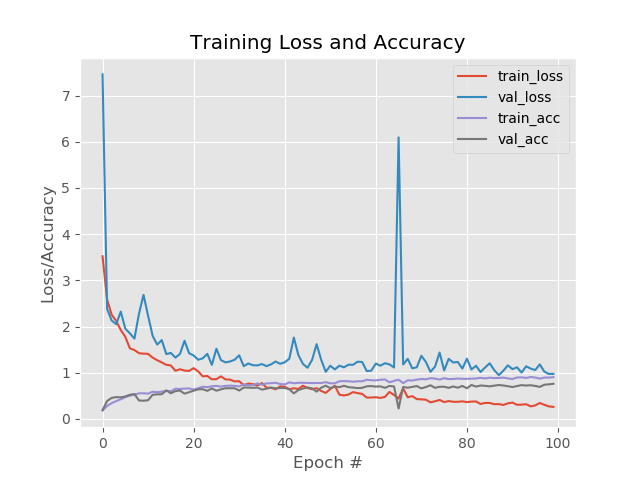 Training Loss and Accuracy
train_loss
val_loss
train_acc
val_acc
Loss/Accuracy
7
6
5
4
3
2
1
0
0 20 40 60 80 100
Epoch #